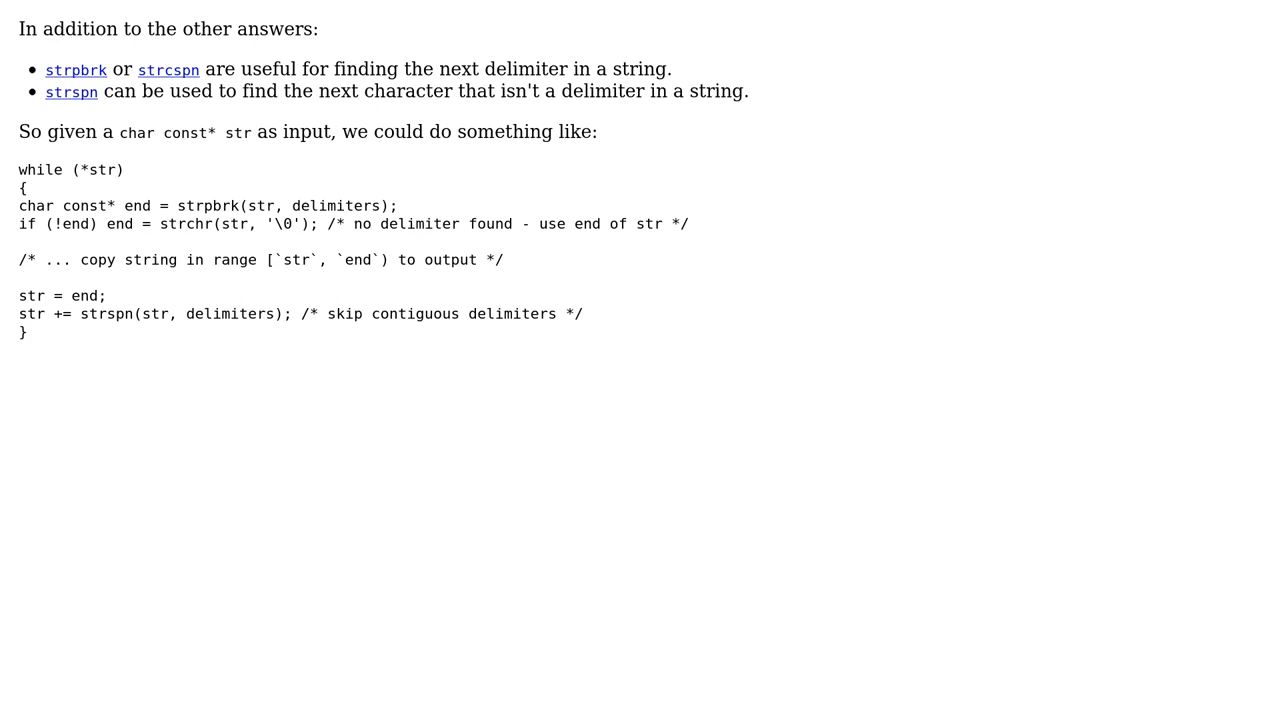 In addition to the other answers:
strpbrk or strcspn are useful for finding the next delimiter in a string.
strspn can be used to find the next character that isn't a delimiter in a string.
So given a char const* str as input, we could do something like:
while (*str)
{
char const* end = strpbrk(str, delimiters);
if (!end) end = strchr(str, '\0'); /* no delimiter found - use end of str */
/* ... copy string in range [`str`, `end`) to output */
str = end;
str += strspn(str, delimiters); /* skip contiguous delimiters */
}